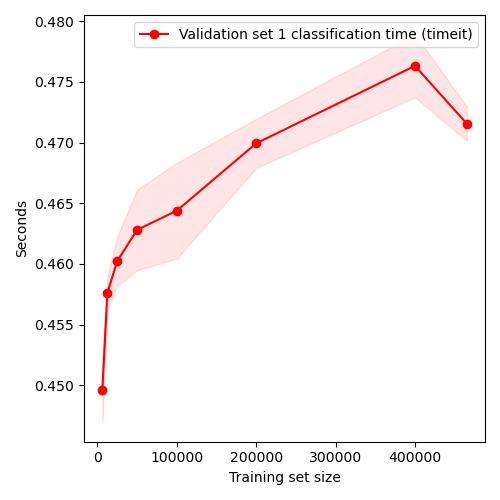 Validation set 1 classification time (timeit)
0.480
0.475
0.470
0.465
0.460
0.455
0.450
Seconds
0 100000 200000 300000 400000
Training set size